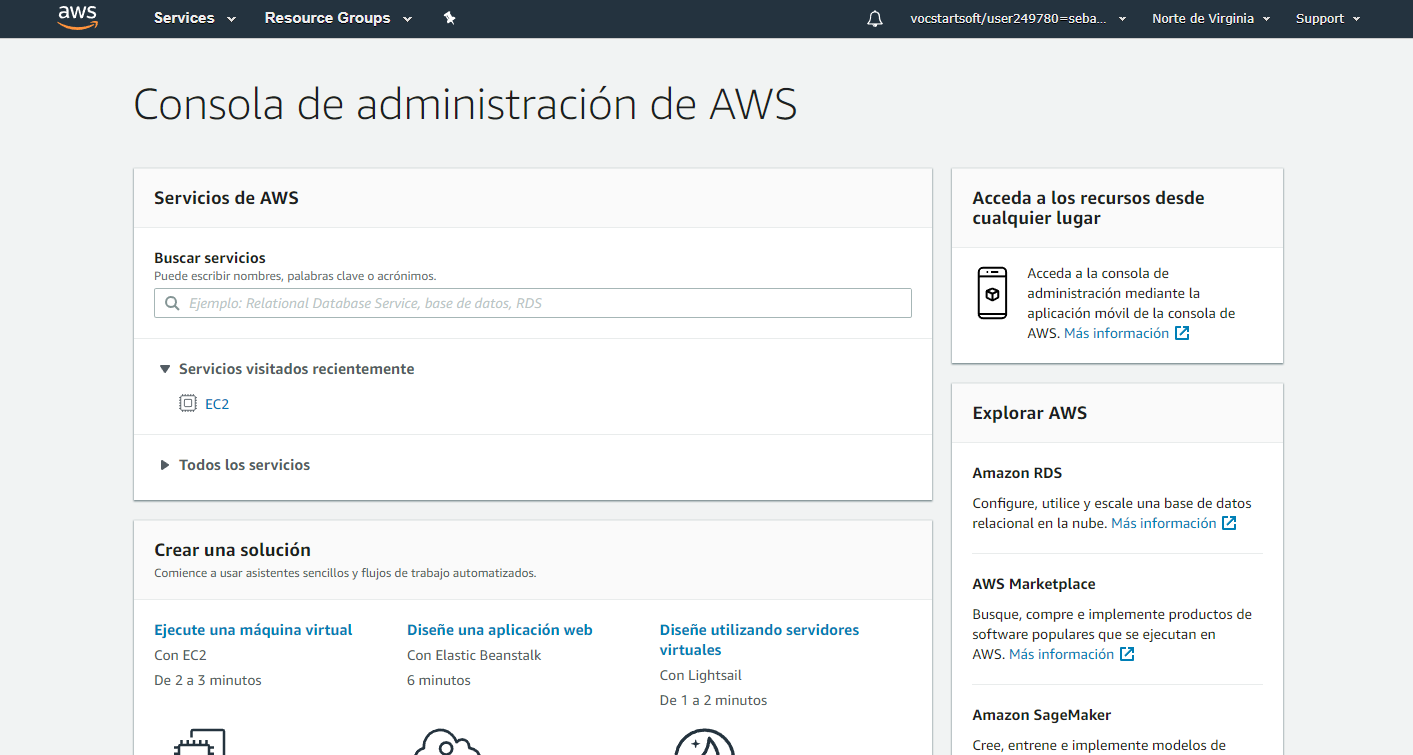 aws
Services
Resource Groups
vocstartsoft/user249780=seba...
Norte de Virginia
Support
Consola de administración de AWS
Servicios de AWS
Buscar servicios
Puede escribir nombres, palabras clave o acrónimos.
Ejemplo: Relational Database Service, base de datos, RDS
Servicios visitados recientemente
EC2
Todos los servicios
Crear una solución
Comience a usar asistentes sencillos y flujos de trabajo automatizados.
Ejecute una máquina virtual
Con EC2
De 2 a 3 minutos
Diseñe una aplicación web
Con Elastic Beanstalk
6 minutos
Diseñe utilizando servidores
virtuales
Con Lightsail
De 1 a 2 minutos
Acceda a los recursos desde
cualquier lugar
Acceda a la consola de
administración mediante la
aplicación móvil de la consola de
AWS. Más información
Explorar AWS
Amazon RDS
Configure, utilice y escale una base de datos
relacional en la nube. Más información
AWS Marketplace
Busque, compre e implemente productos de
software populares que se ejecutan en
AWS. Más información
Amazon SageMaker
Cree, entrene e implemente modelos de